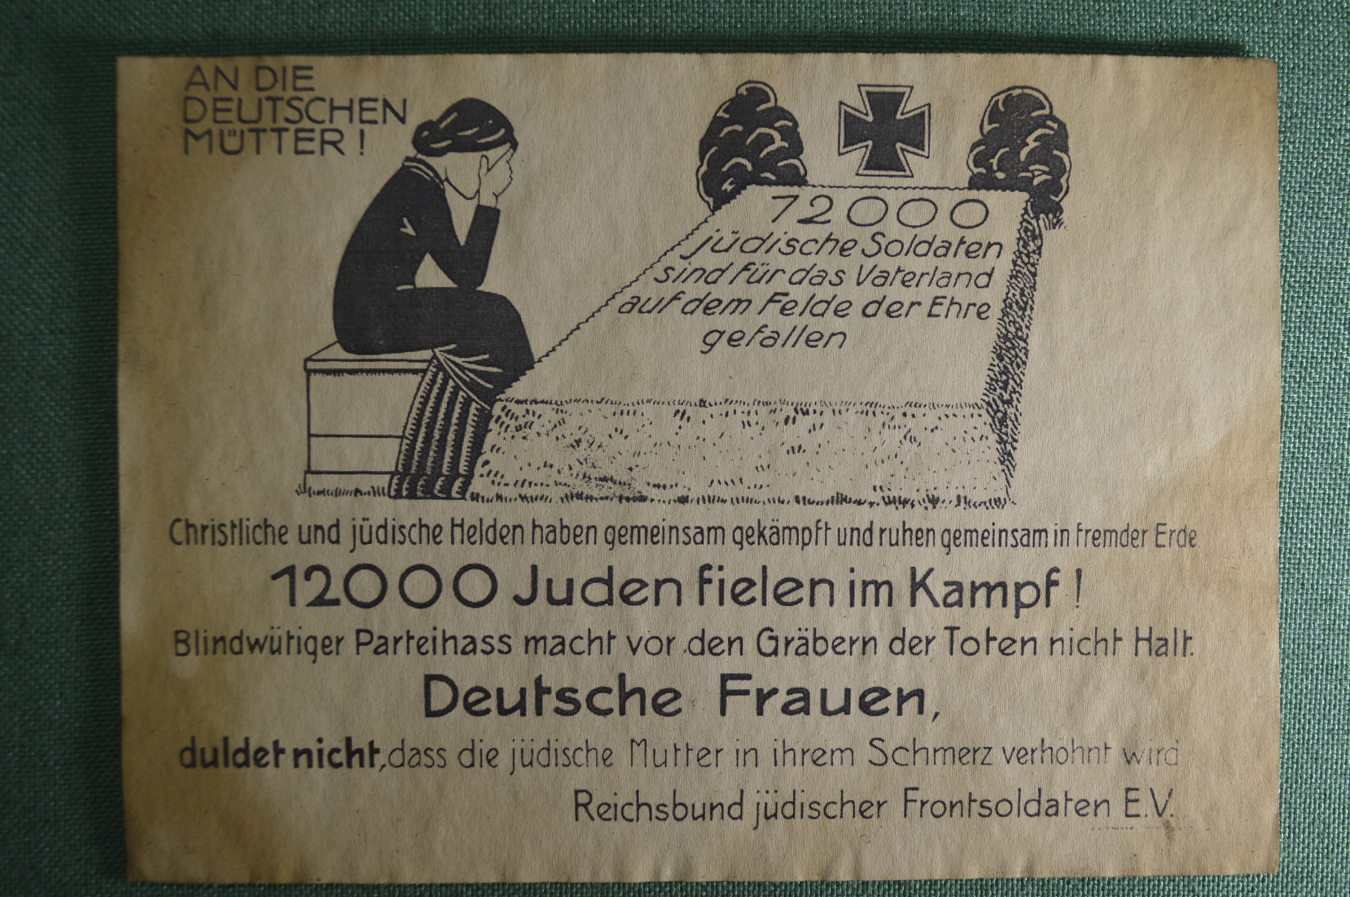 AN DIE
DEUTSCHEN
MÜTTER!
12000
jüdische Soldaten
sind für das Vaterland
auf dem Felde der Ehre
gefallen
Christliche und jüdische Helden haben gemeinsam gekämpft und ruhen gemeinsam in fremder Erde
12000 Juden fielen im Kampf!
Blindwütiger Parteihass macht vor den Gräbern der Toten nicht Halt.
Deutsche Frauen,
duldet nicht, dass die jüdische Mutter in ihrem Schmerz verhöhnt wird
Reichsbund jüdischer Frontsoldaten E.V.